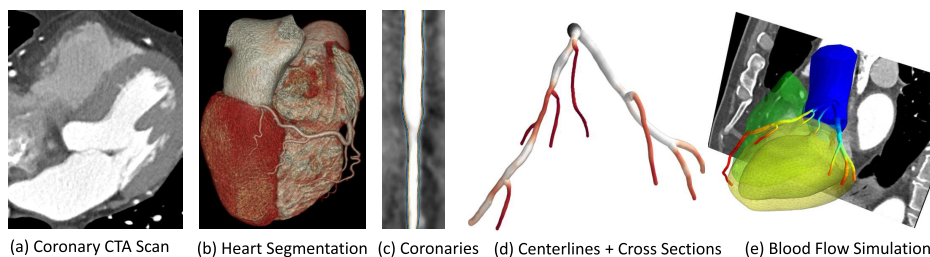 (a) Coronary CTA Scan (b) Heart Segmentation (c) Coronaries (d) Centerlines + Cross Sections (e) Blood Flow Simulation